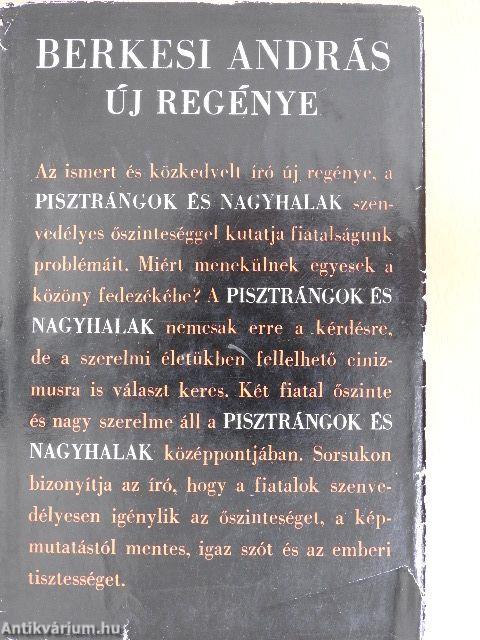 BERKESI ANDRÁS
ÚJ REGÉNYE
Az ismert és közkedvelt író új regénye, a
PISZTRÁNGOK ÉS NAGYHALAK szen-
vedélyes őszinteséggel kutatja fiatalságunk
problémáit. Miért menekülnek egyesek a
közöny fedezékébe? A PISZTRÁNGOK ÉS
NAGYHALAK nemcsak erre a kérdésre,
de a szerelmi életükben fellelhető ciniz-
musra is választ keres. Két fiatal őszinte
és nagy szerelme áll a PISZTRÁNGOK ÉS
NAGYHALAK középpontjában. Sorsukon
bizonyítja az író, hogy a fiatalok szenve-
délyesen igénylik az őszinteséget, a kép-
mutatástól mentes, igaz szót és az emberi
tisztességet.
Antikvárium.hu